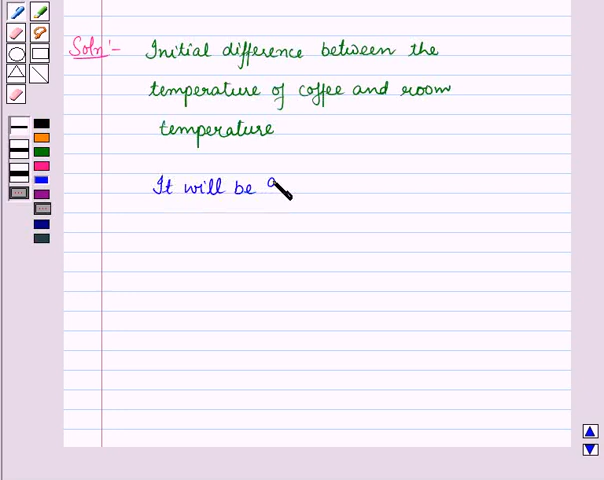 Soln:- Initial difference between the
temperature of coffee and room
temperature
It will be